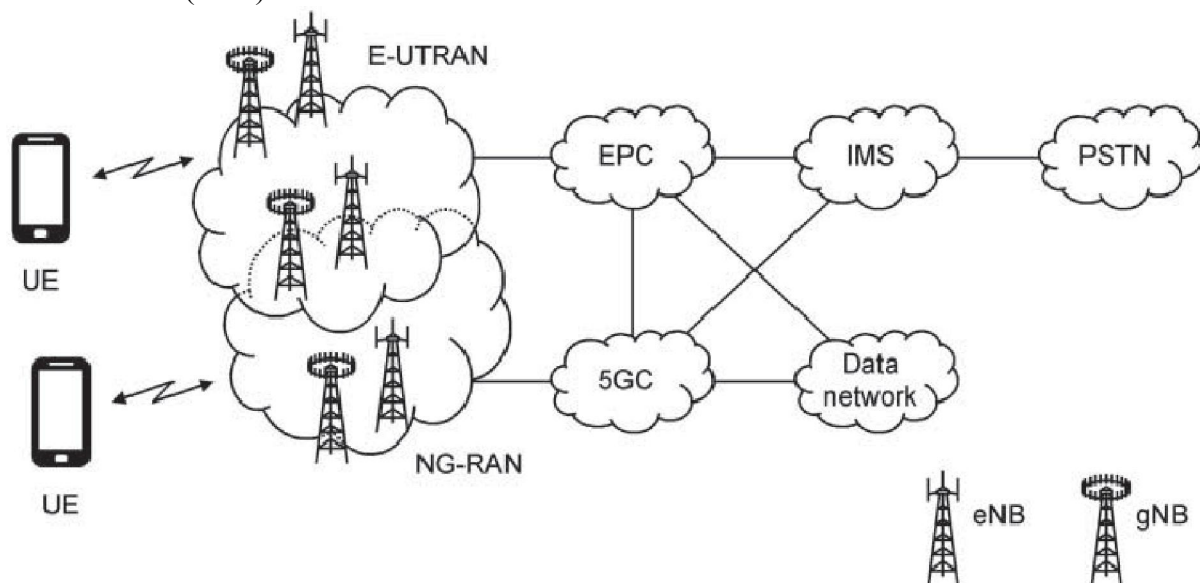 E-UTRAN
EPC
IMS
PSTN
UE
5GC
Data
network
NG-RAN
UE
eNB
gNB